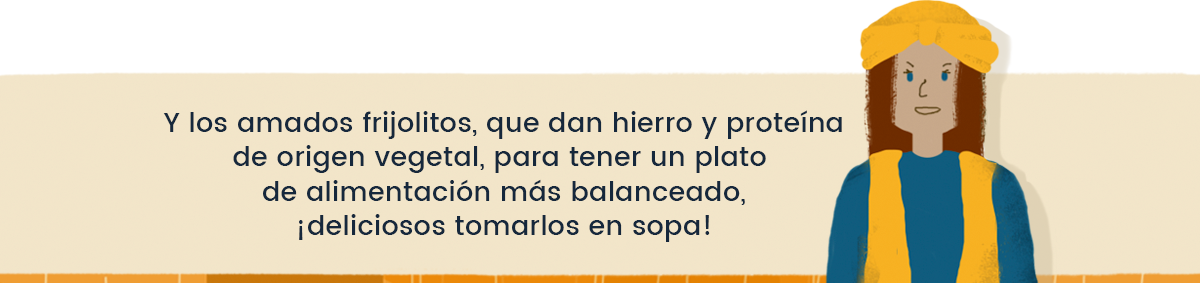 Y los amados frijolitos, que dan hierro y proteína
de origen vegetal, para tener un plato
de alimentación más balanceado,
¡deliciosos tomarlos en sopa!